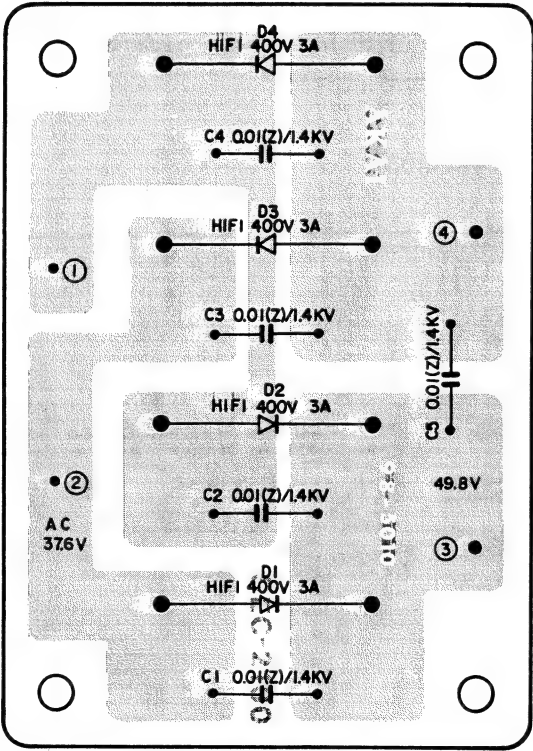 D4
HIFI 400V 3A
C4 0.01(Z)/1.4KV
D3
HIFI 400V 3A
④
①
C3 0.01(Z)/1.4KV
C5 0.01(Z)/1.4KV
D2
HIFI 400V 3A
②
AC
37.6V
C2 0.01(Z)/1.4KV
49.8V
③
D1
HIFI 400V 3A
C1 0.01(Z)/1.4KV